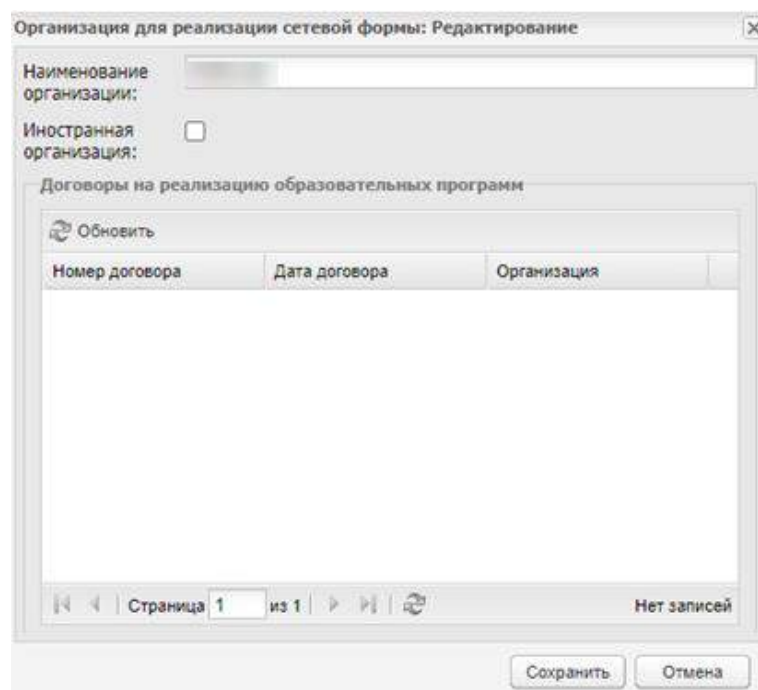 Организация для реализации сетевой формы: Редактирование
Наименование
организации:
Иностранная
организация:
Договоры на реализацию образовательных программ
Обновить
Номер договора Дата договора Организация
Страница 1 из 1 Нет записей
Сохранить Отмена